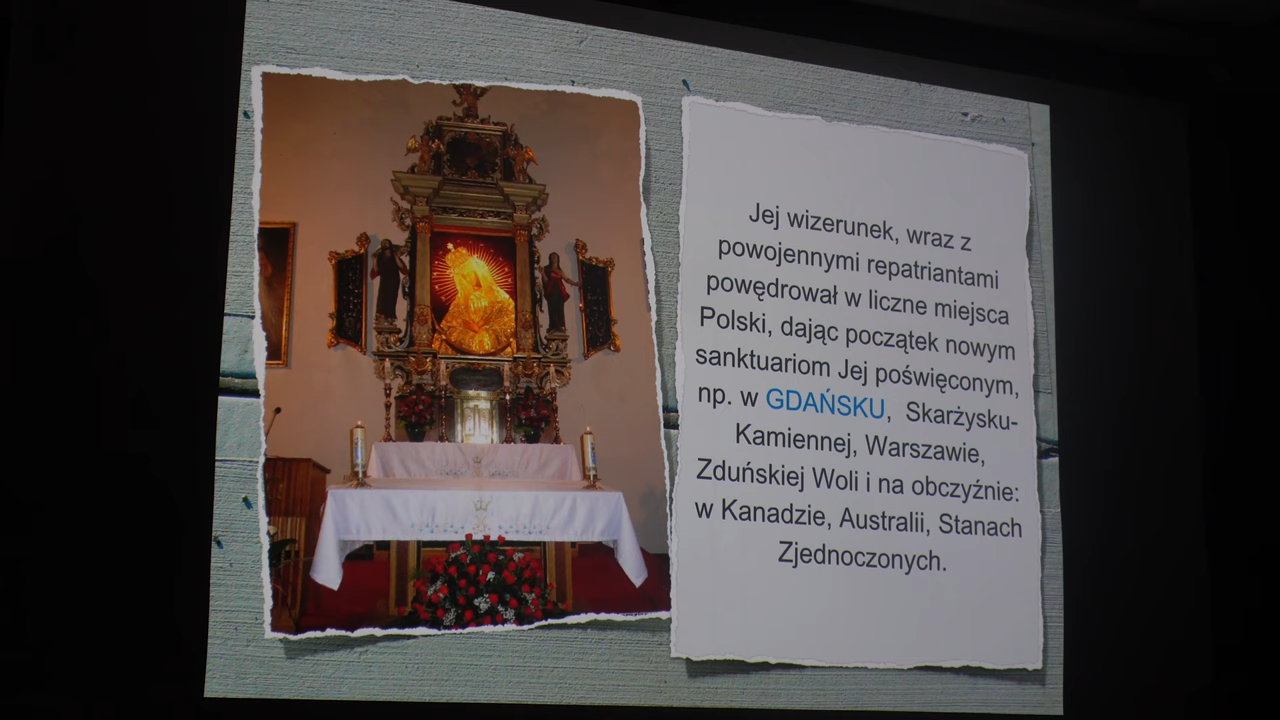 Jej wizerunek, wraz z
powojennymi repatriantami
powędrował w liczne miejsca
Polski, dając początek nowym
sanktuariom Jej poświęconym,
np. w GDAŃSKU, Skarżysku-
Kamiennej, Warszawie,
Zduńskiej Woli i na obczyźnie:
w Kanadzie, Australii, Stanach
Zjednoczonych.